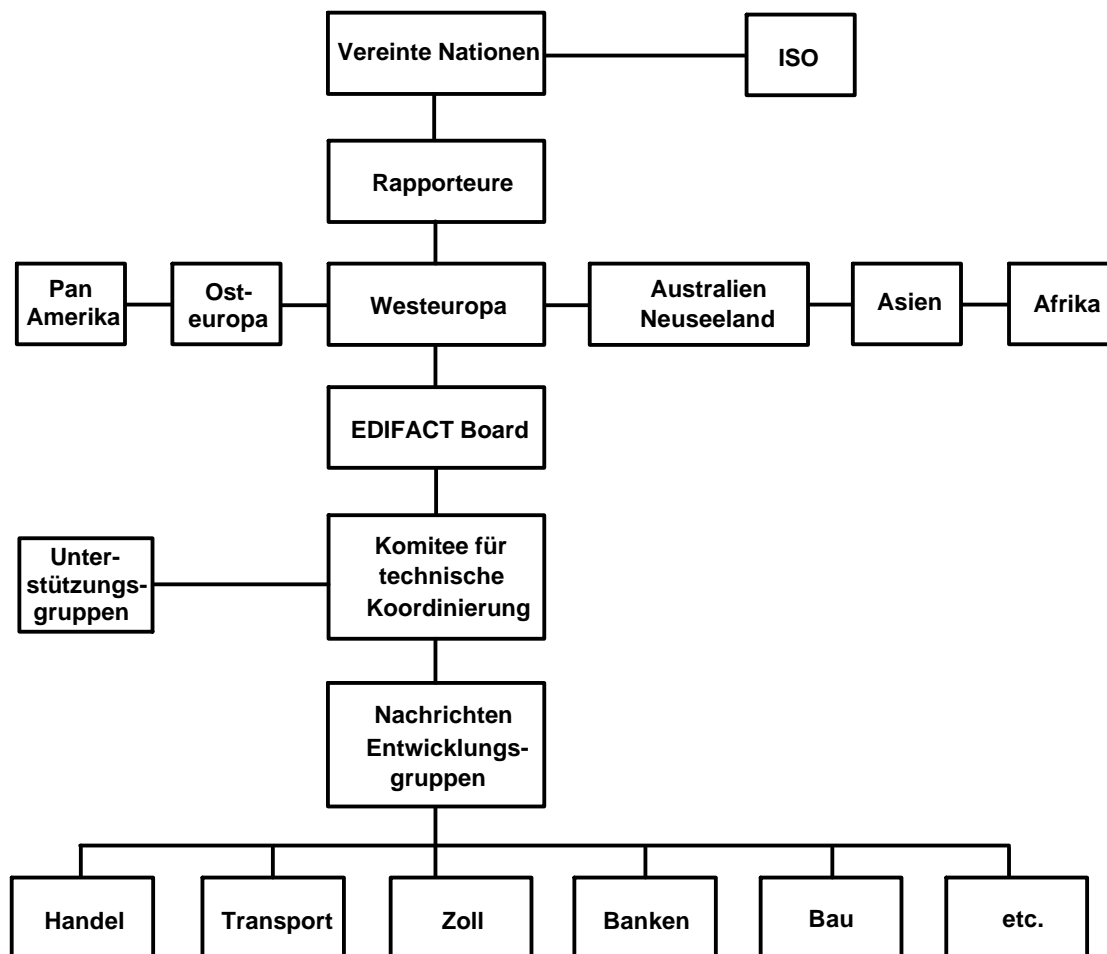 Vereinte Nationen
ISO
Rapporteure
Pan
Amerika
Ost-
europa
Westeuropa
Australien
Neuseeland
Asien
Afrika
EDIFACT Board
Unter-
stützungs-
gruppen
Komitee für
technische
Koordinierung
Nachrichten
Entwicklungs-
gruppen
Handel
Transport
Zoll
Banken
Bau
etc.